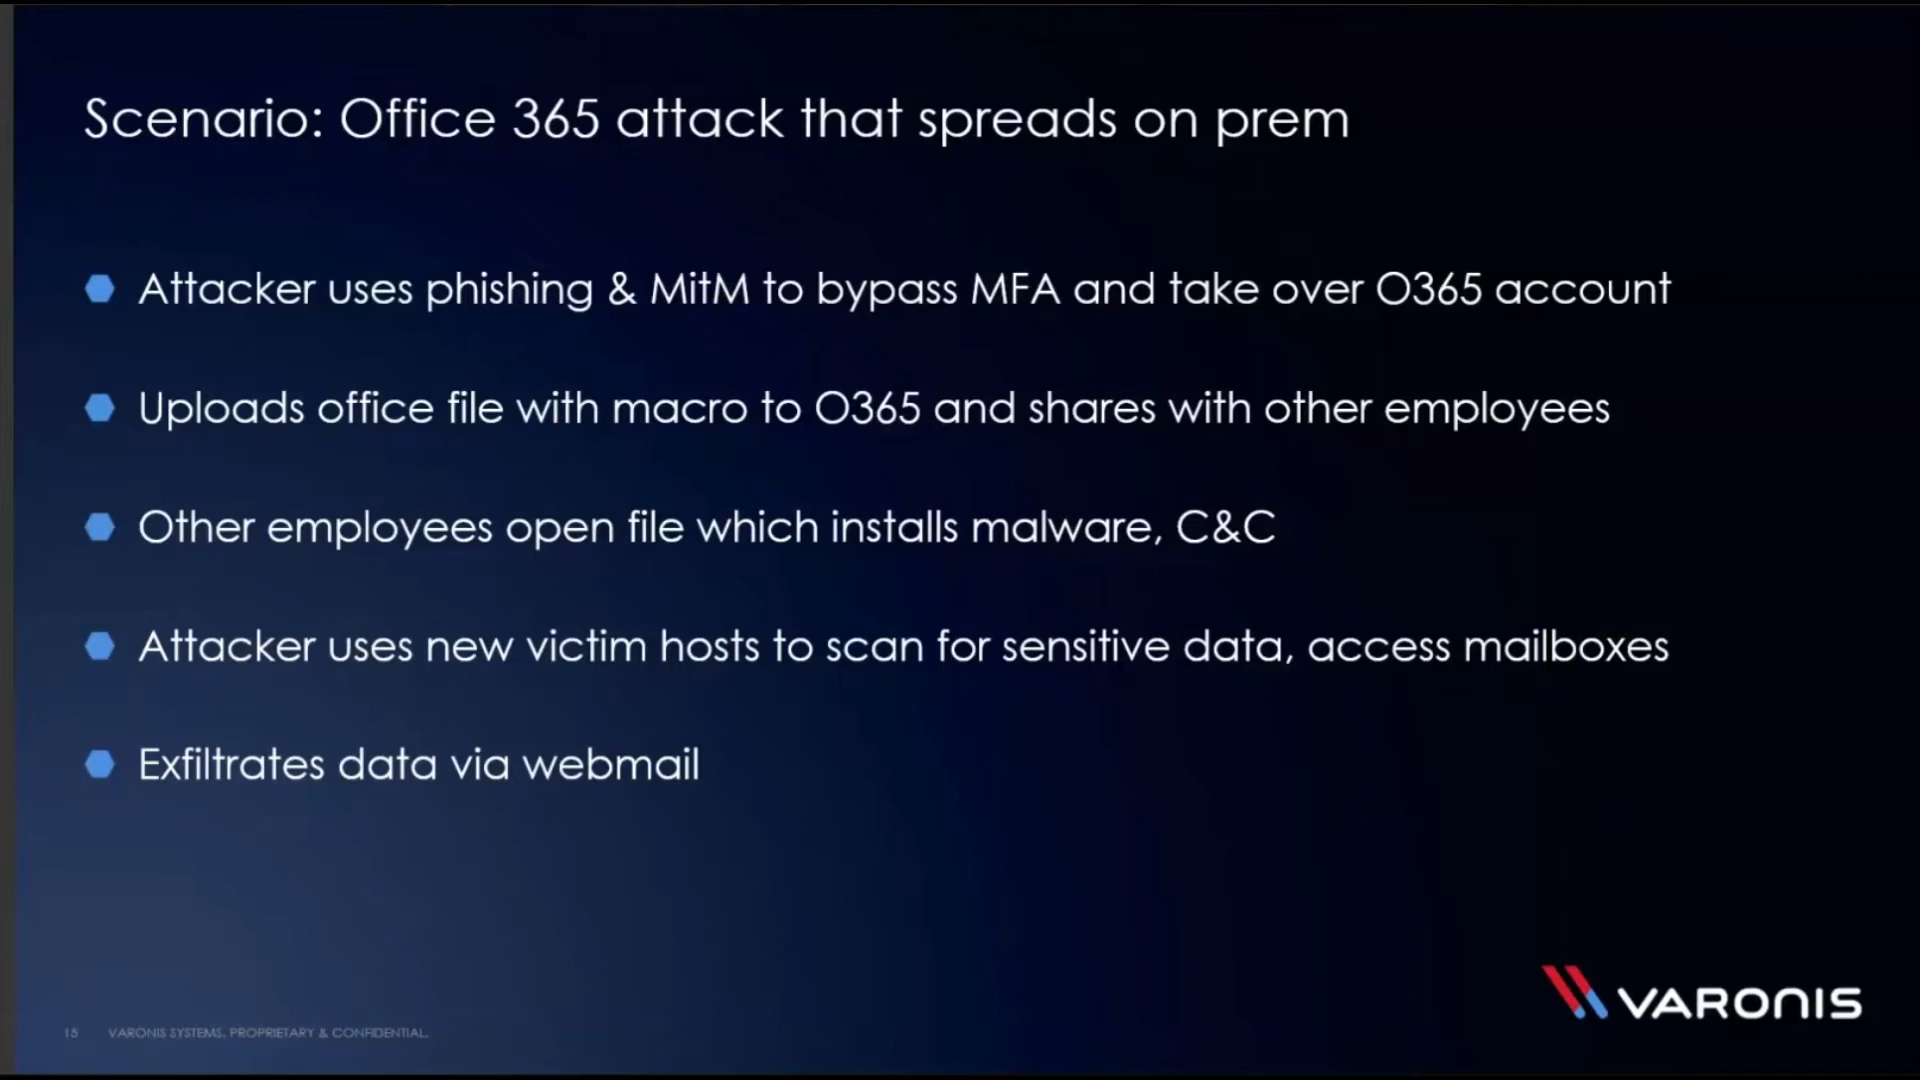 Scenario: Office 365 attack that spreads on prem
Attacker uses phishing & MitM to bypass MFA and take over O365 account
Uploads office file with macro to O365 and shares with other employees
Other employees open file which installs malware, C&C
Attacker uses new victim hosts to scan for sensitive data, access mailboxes
Exfiltrates data via webmail
VARONIS
15 VARONIS SYSTEMS. PROPRIETARY & CONFIDENTIAL.